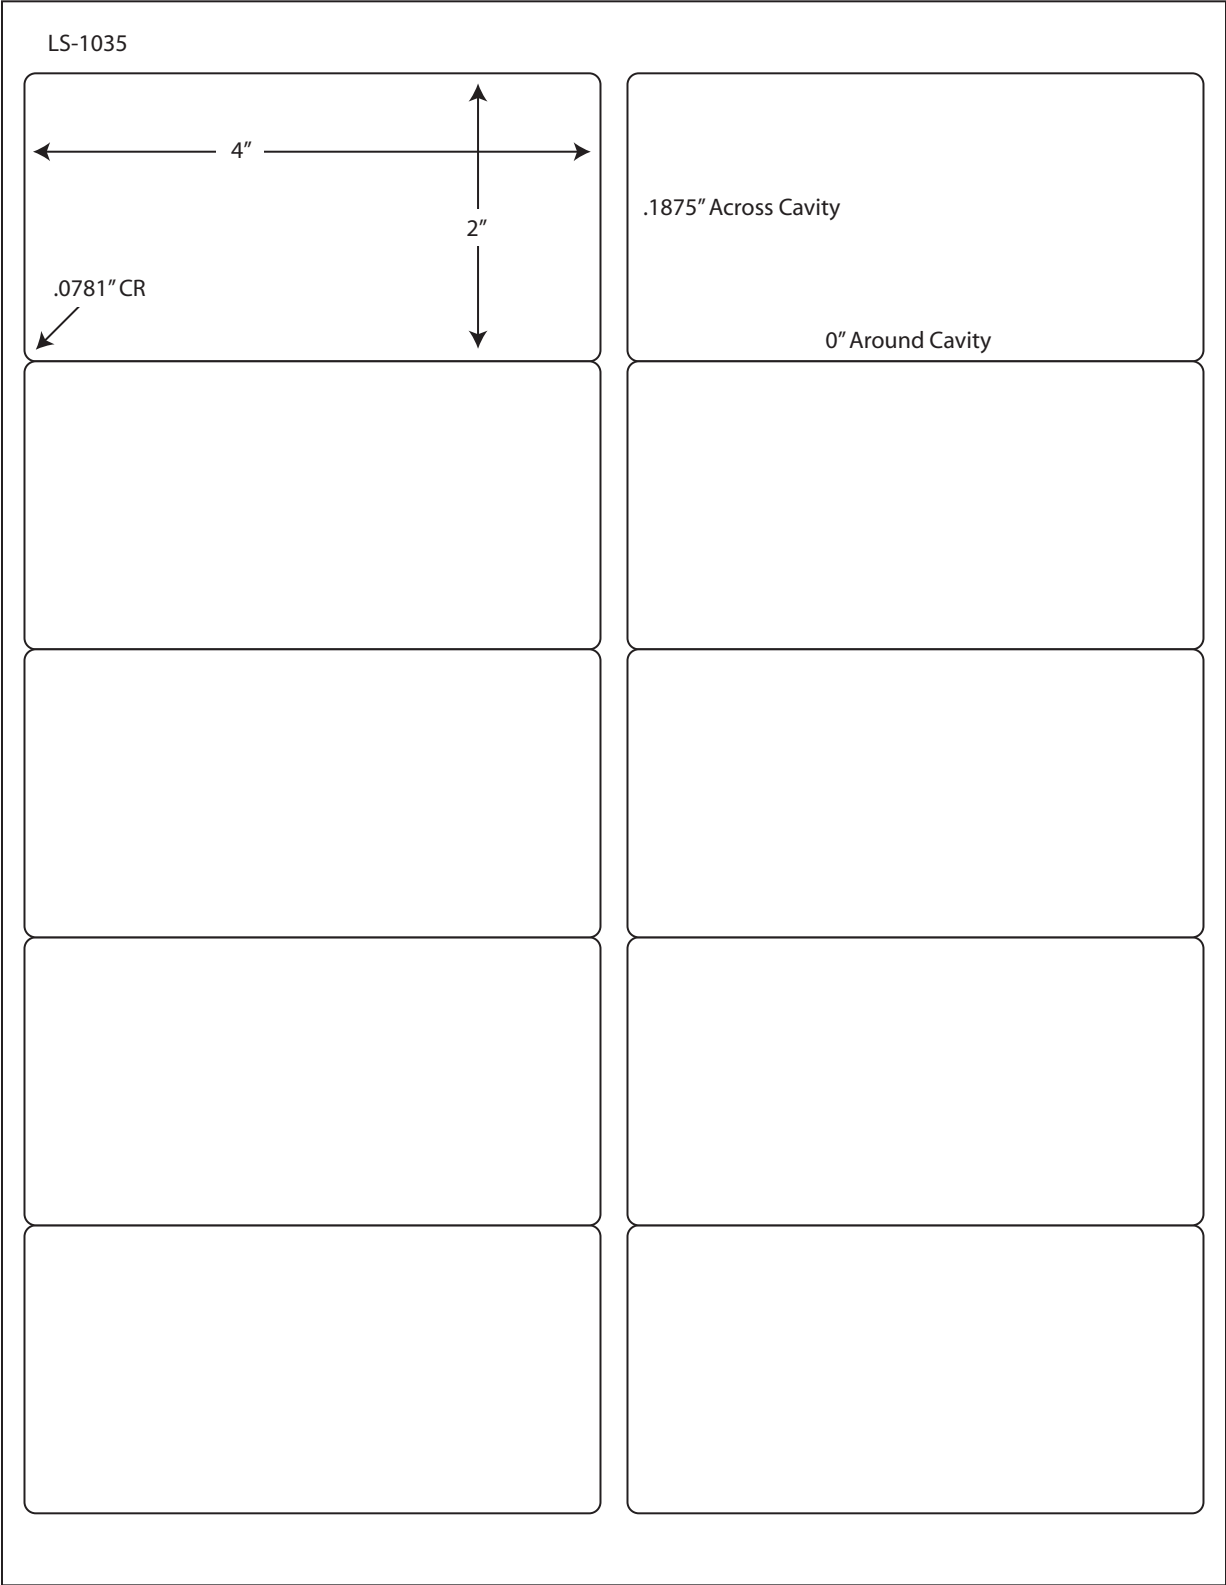 LS-1035
4”
.1875” Across Cavity
2”
.0781” CR
0” Around Cavity